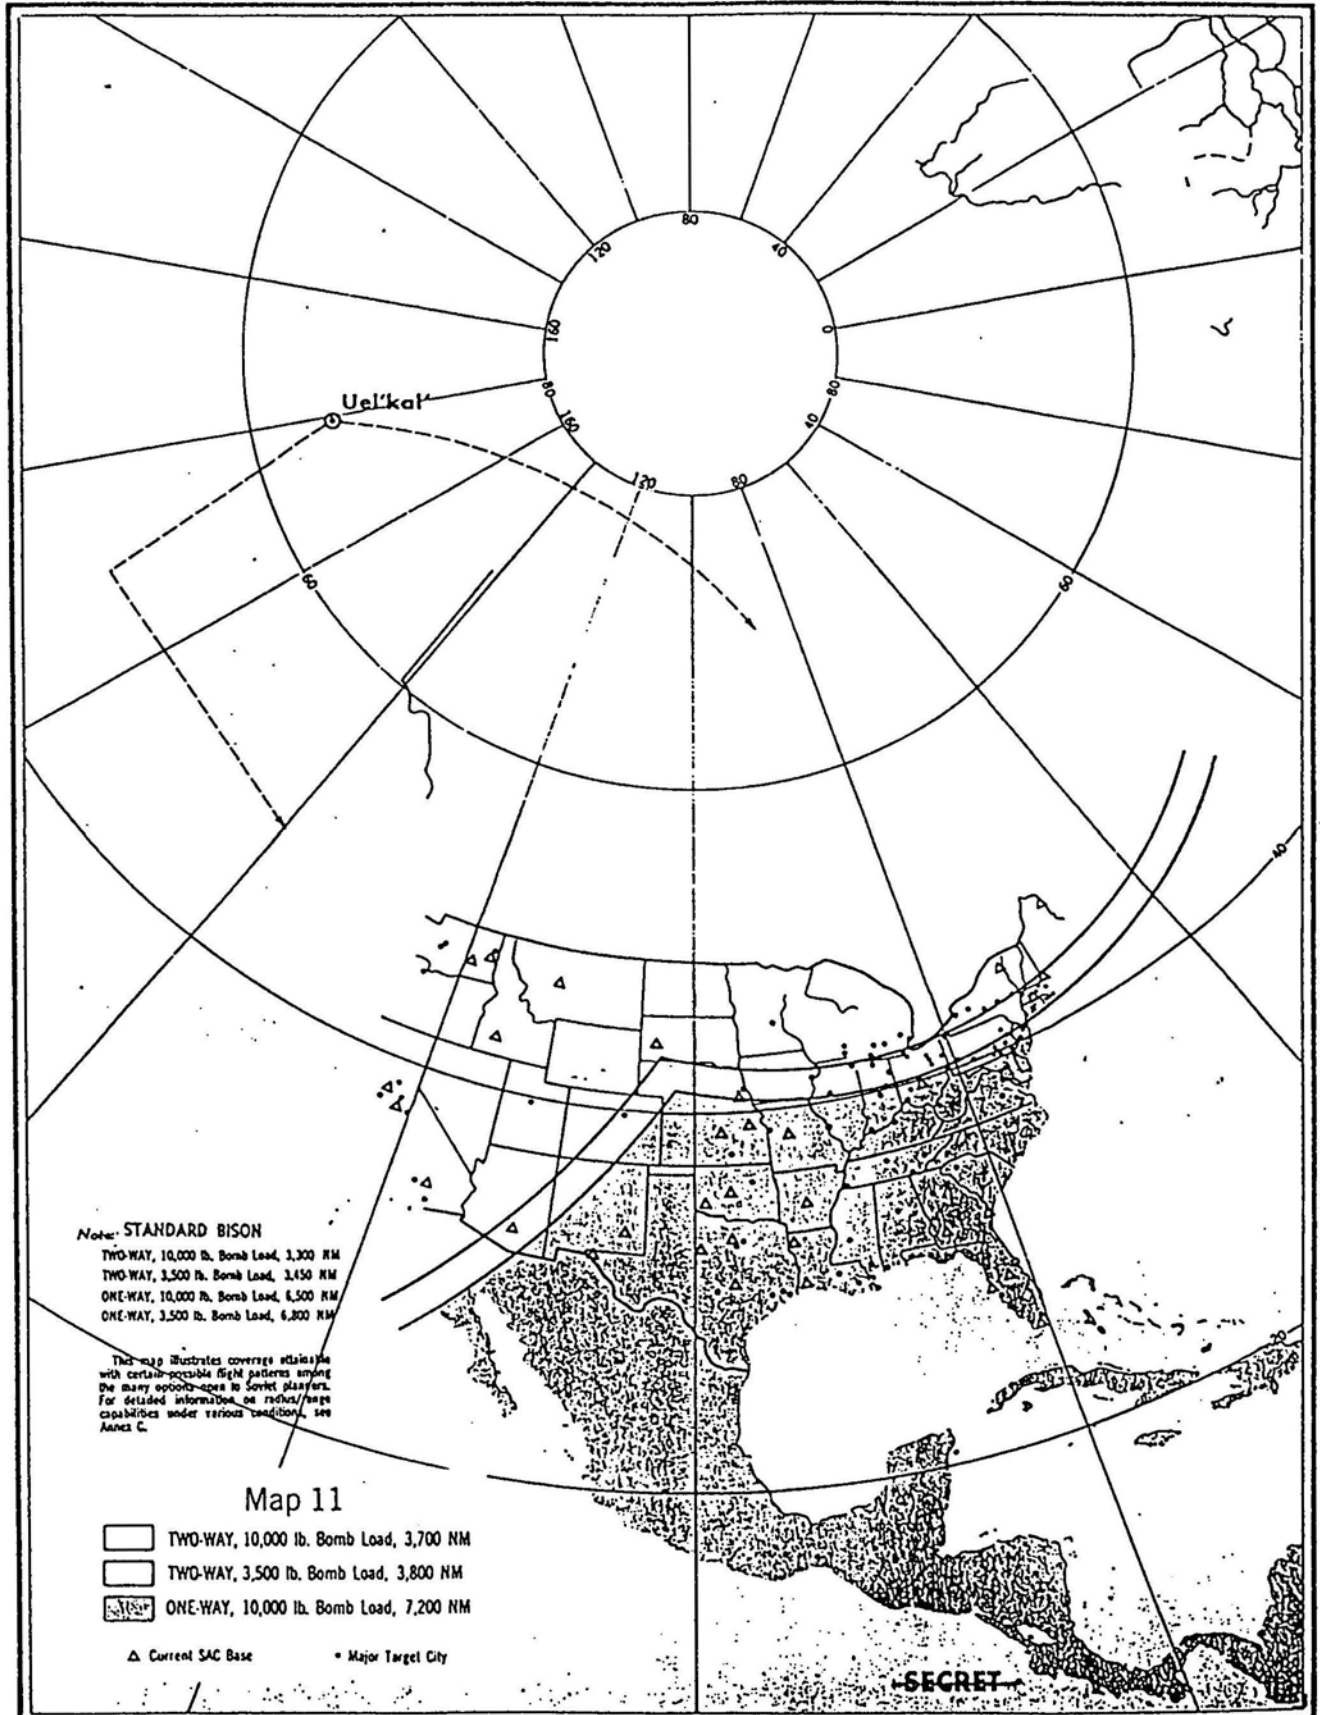 80
120
40
160
0
80
80
Uel'kal'
160
40
120
80
60
60
40
Note: STANDARD BISON
TWO-WAY, 10,000 lb. Bomb Load, 3,300 NM
TWO-WAY, 3,500 lb. Bomb Load, 3,450 NM
ONE-WAY, 10,000 lb. Bomb Load, 6,500 NM
ONE-WAY, 3,500 lb. Bomb Load, 6,800 NM
20
This map illustrates coverage attainable
with certain possible flight patterns among
the many options open to Soviet planners.
For detailed information on radius/range
capabilities under various conditions, see
Annex C.
Map 11
TWO-WAY, 10,000 lb. Bomb Load, 3,700 NM
TWO-WAY, 3,500 lb. Bomb Load, 3,800 NM
ONE-WAY, 10,000 lb. Bomb Load, 7,200 NM
Current SAC Base
Major Target City
SECRET